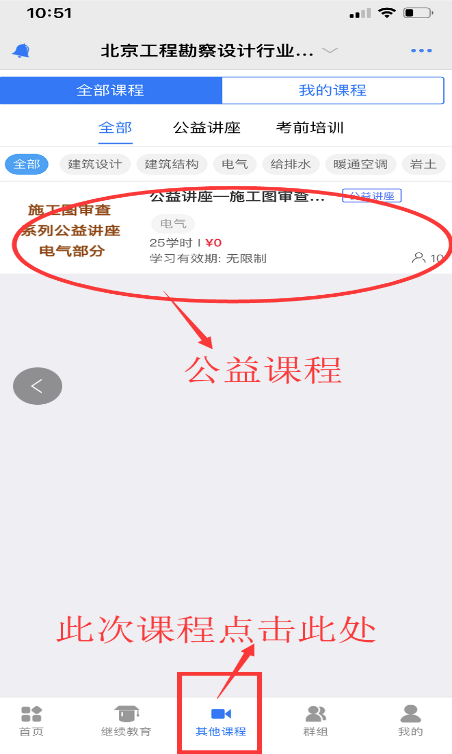 10:51
北京工程勘察设计行业...
全部课程 我的课程
全部 公益讲座 考前培训
全部 建筑设计 建筑结构 电气 给排水 暖通空调 岩土
施工图审查
系列公益讲座
电气部分
公益讲座—施工图审查... 公益讲座
电气
25学时 | ¥0
学习有效期: 无限制
10
公益课程
此次课程点击此处
首页 继续教育 其他课程 群组 我的